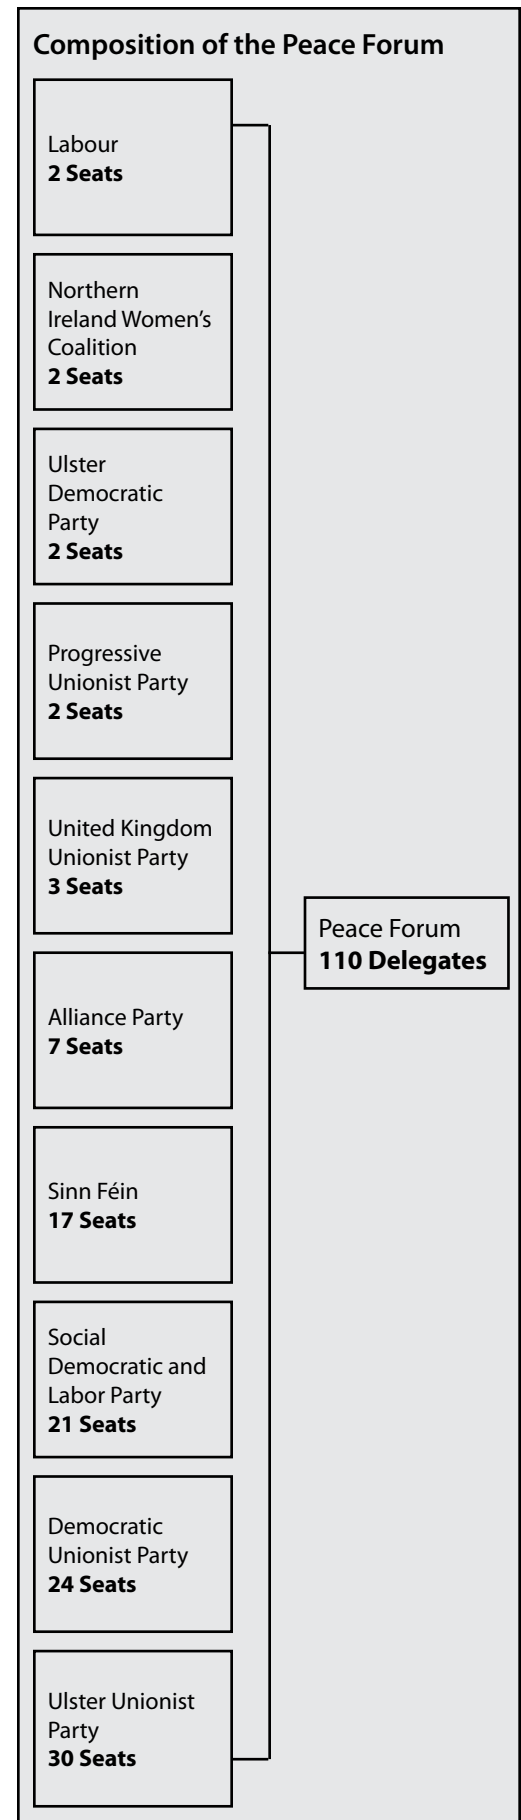 Composition of the Peace Forum
Labour
2 Seats
Northern
Ireland Women’s
Coalition
2 Seats
Ulster
Democratic
Party
2 Seats
Progressive
Unionist Party
2 Seats
United Kingdom
Unionist Party
3 Seats
Alliance Party
7 Seats
Sinn Féin
17 Seats
Social
Democratic and
Labor Party
21 Seats
Democratic
Unionist Party
24 Seats
Ulster Unionist
Party
30 Seats
Peace Forum
110 Delegates